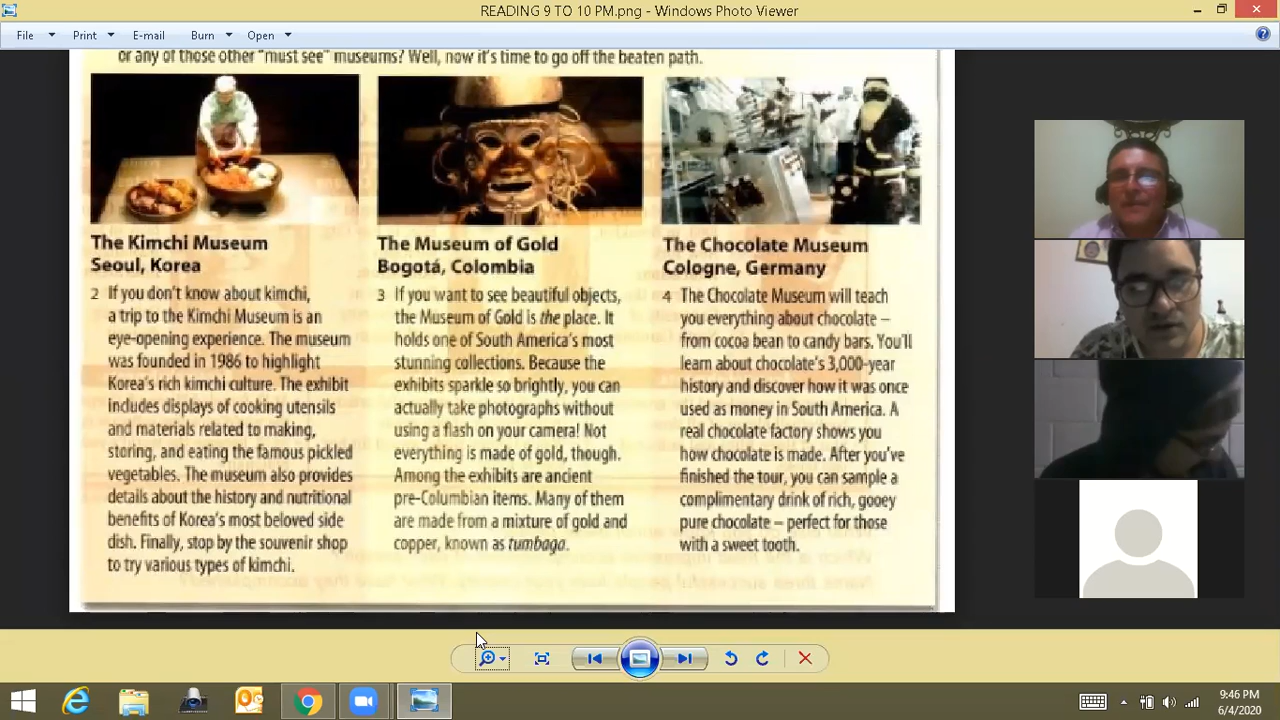 READING 9 TO 10 PM.png - Windows Photo Viewer
File Print E-mail Burn Open
or any of those other “must see” museums? Well, now it’s time to go off the beaten path.
The Kimchi Museum
Seoul, Korea
2 If you don’t know about kimchi,
a trip to the Kimchi Museum is an
eye-opening experience. The museum
was founded in 1986 to highlight
Korea’s rich kimchi culture. The exhibit
includes displays of cooking utensils
and materials related to making,
storing, and eating the famous pickled
vegetables. The museum also provides
details about the history and nutritional
benefits of Korea’s most beloved side
dish. Finally, stop by the souvenir shop
to try various types of kimchi.
The Museum of Gold
Bogotá, Colombia
3 If you want to see beautiful objects,
the Museum of Gold is the place. It
holds one of South America’s most
stunning collections. Because the
exhibits sparkle so brightly, you can
actually take photographs without
using a flash on your camera! Not
everything is made of gold, though.
Among the exhibits are ancient
pre-Columbian items. Many of them
are made from a mixture of gold and
copper, known as tumbaga.
The Chocolate Museum
Cologne, Germany
4 The Chocolate Museum will teach
you everything about chocolate –
from cocoa bean to candy bars. You’ll
learn about chocolate’s 3,000-year
history and discover how it was once
used as money in South America. A
real chocolate factory shows you
how chocolate is made. After you’ve
finished the tour, you can sample a
complimentary drink of rich, gooey
pure chocolate – perfect for those
with a sweet tooth.
9:46 PM
6/4/2020